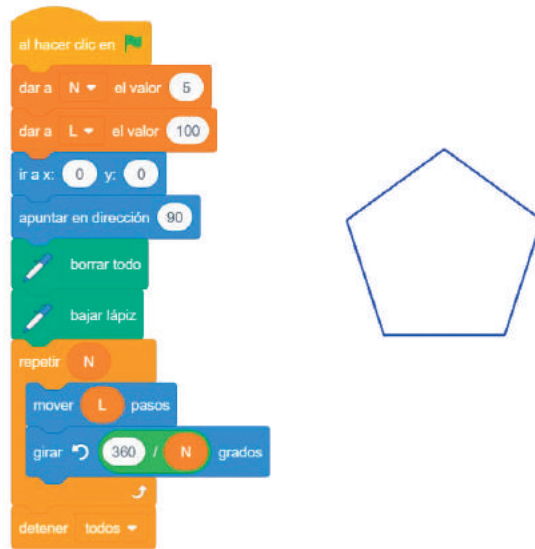 al hacer clic en
dar a N el valor 5
dar a L el valor 100
ir a x: 0 y: 0
apuntar en dirección 90
borrar todo
bajar lápiz
repetir N
mover L pasos
girar 360 / N grados
detener todos